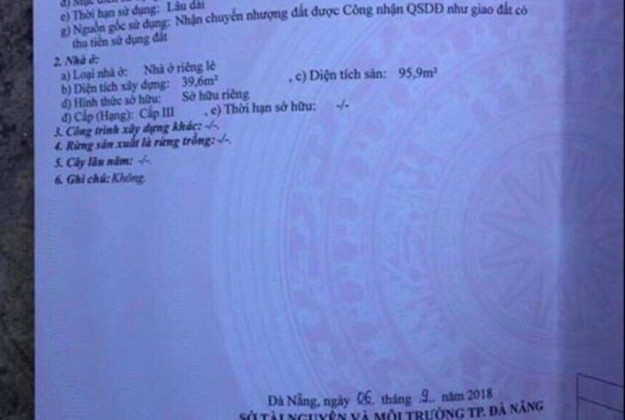 e) Thời hạn sử dụng: Lâu dài
g) Nguồn gốc sử dụng: Nhận chuyển nhượng đất được Công nhận QSDĐ như giao đất có
thu tiền sử dụng đất
2. Nhà ở:
a) Loại nhà ở: Nhà ở riêng lẻ
b) Diện tích xây dựng: 39,6m² , c) Diện tích sàn: 95,9m²
d) Hình thức sở hữu: Sở hữu riêng
đ) Cấp (Hạng): Cấp III , e) Thời hạn sở hữu: -/-
3. Công trình xây dựng khác: -/-.
4. Rừng sản xuất là rừng trồng: -/-.
5. Cây lâu năm: -/-.
6. Ghi chú: Không.
Đà Nẵng, ngày 06 tháng 9 năm 2018
SỞ TÀI NGUYÊN VÀ MÔI TRƯỜNG TP. ĐÀ NẴNG